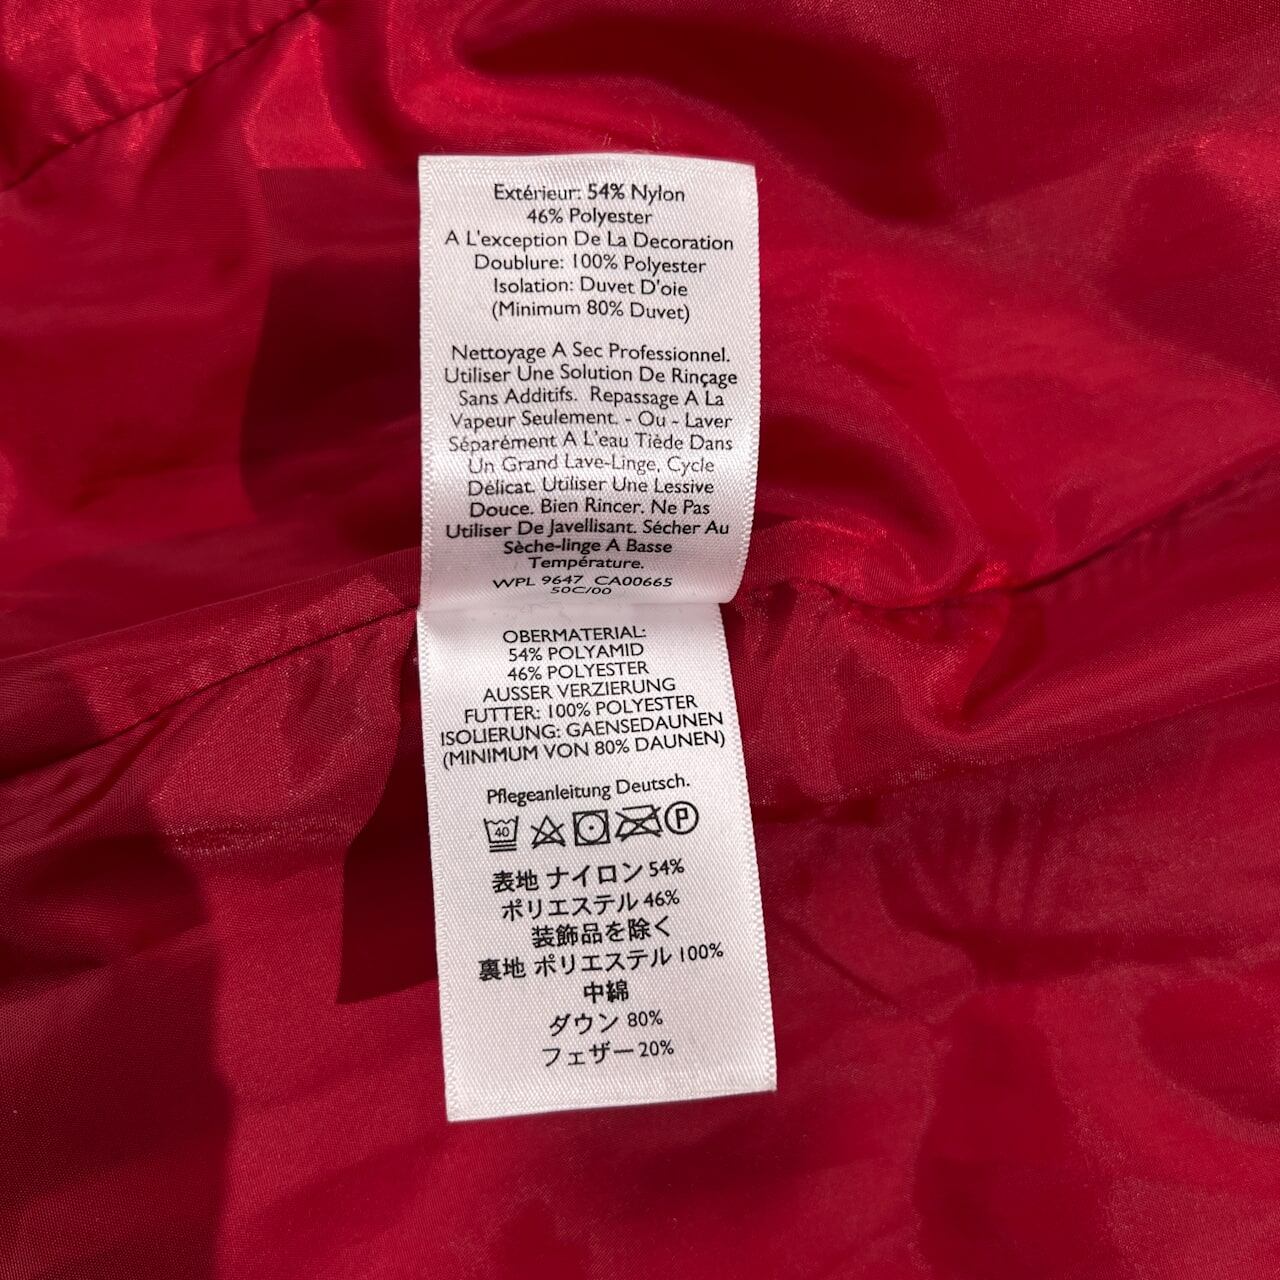 Extérieur: 54% Nylon
46% Polyester
A L'exception De La Decoration
Doublure: 100% Polyester
Isolation: Duvet D'oie
(Minimum 80% Duvet)
Nettoyage A Sec Professionnel.
Utiliser Une Solution De Rinçage
Sans Additifs. Repassage A La
Vapeur Seulement. - Ou - Laver
Séparément A L'eau Tiède Dans
Un Grand Lave-Linge, Cycle
Délicat. Utiliser Une Lessive
Douce. Bien Rincer. Ne Pas
Utiliser De Javellisant. Sécher Au
Sèche-linge A Basse
Température.
WPL 9647 CA00665
50C/00
OBERMATERIAL:
54% POLYAMID
46% POLYESTER
AUSSER VERZIERUNG
FUTTER: 100% POLYESTER
ISOLIERUNG: GAENSEDAUNEN
(MINIMUM VON 80% DAUNEN)
Pflegeanleitung Deutsch.
40 P
表地 ナイロン 54%
ポリエステル 46%
装飾品を除く
裏地 ポリエステル 100%
中綿
ダウン 80%
フェザー 20%